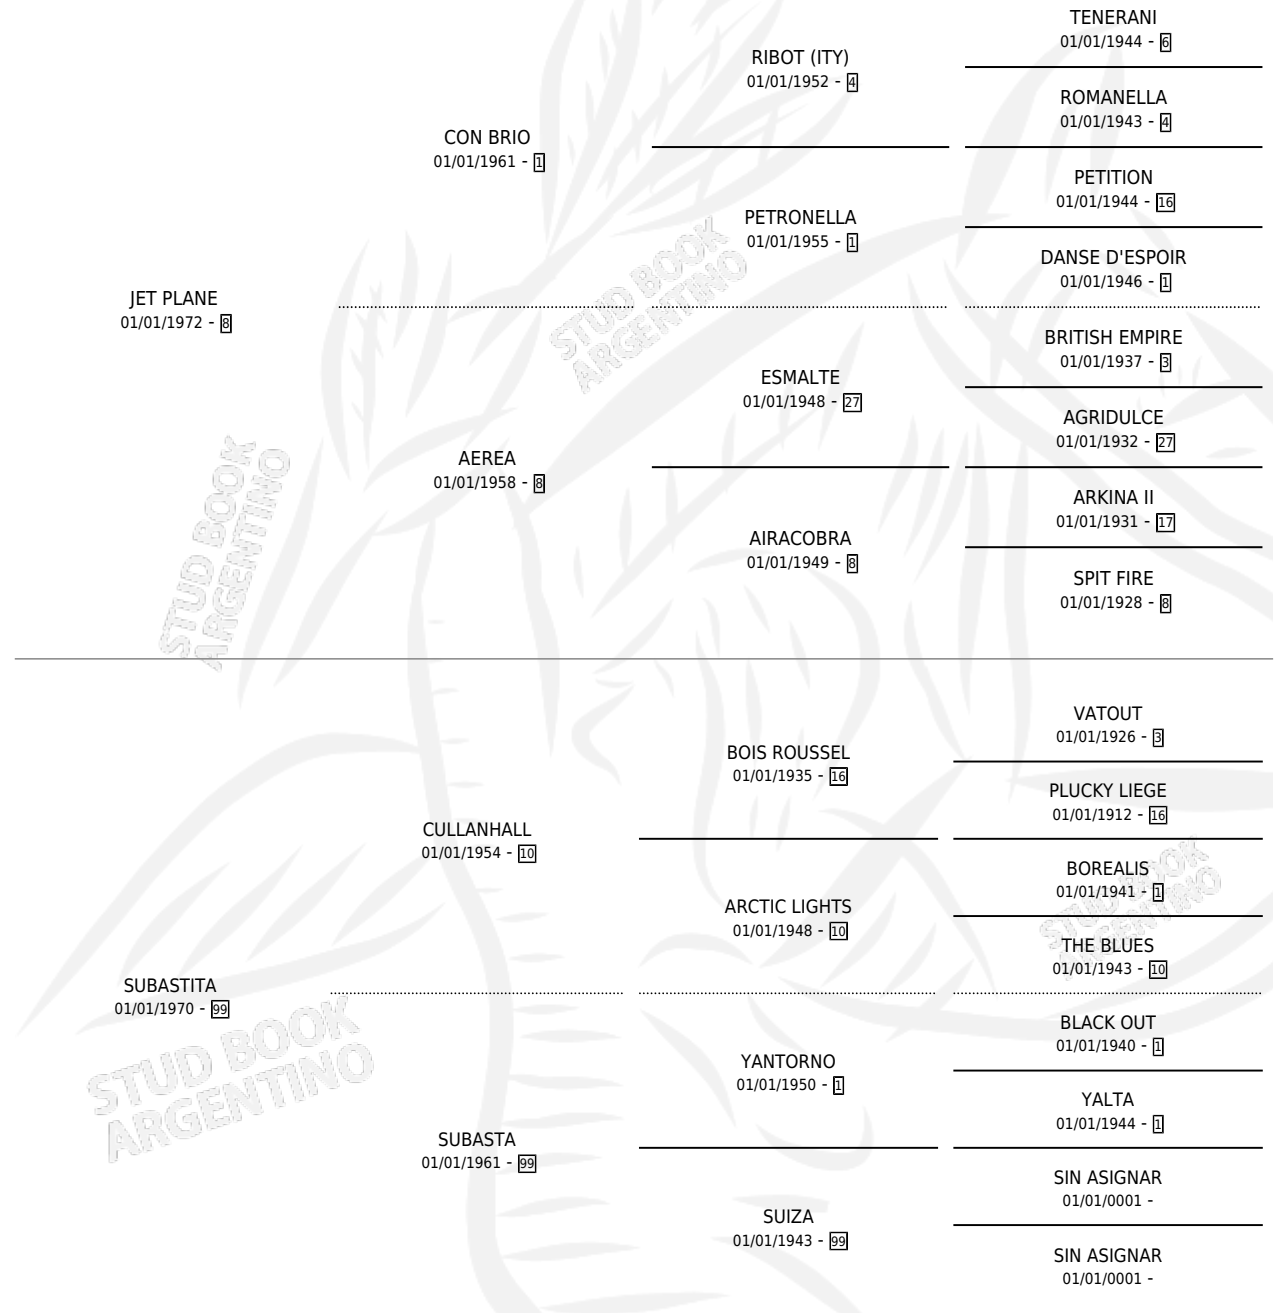 TENERANI
01/01/1944 - 6
RIBOT (ITY)
01/01/1952 - 4
ROMANELLA
01/01/1943 - 4
CON BRIO
01/01/1961 - 1
PETITION
01/01/1944 - 16
PETRONELLA
01/01/1955 - 1
DANSE D'ESPOIR
01/01/1946 - 1
JET PLANE
01/01/1972 - 8
BRITISH EMPIRE
01/01/1937 - 3
ESMALTE
01/01/1948 - 27
AGRIDULCE
01/01/1932 - 27
AEREA
01/01/1958 - 8
ARKINA II
01/01/1931 - 17
AIRACOBRA
01/01/1949 - 8
SPIT FIRE
01/01/1928 - 8
VATOUT
01/01/1926 - 3
BOIS ROUSSEL
01/01/1935 - 16
PLUCKY LIEGE
01/01/1912 - 16
CULLANHALL
01/01/1954 - 10
BOREALIS
01/01/1941 - 1
ARCTIC LIGHTS
01/01/1948 - 10
THE BLUES
01/01/1943 - 10
SUBASTITA
01/01/1970 - 99
BLACK OUT
01/01/1940 - 1
YANTORNO
01/01/1950 - 1
YALTA
01/01/1944 - 1
SUBASTA
01/01/1961 - 99
SIN ASIGNAR
01/01/0001 -
SUIZA
01/01/1943 - 99
SIN ASIGNAR
01/01/0001 -
STUD BOOK
ARGENTINO
STUD BOOK
ARGENTINO
STUD BOOK
ARGENTINO
STUD BOOK
ARGENTINO